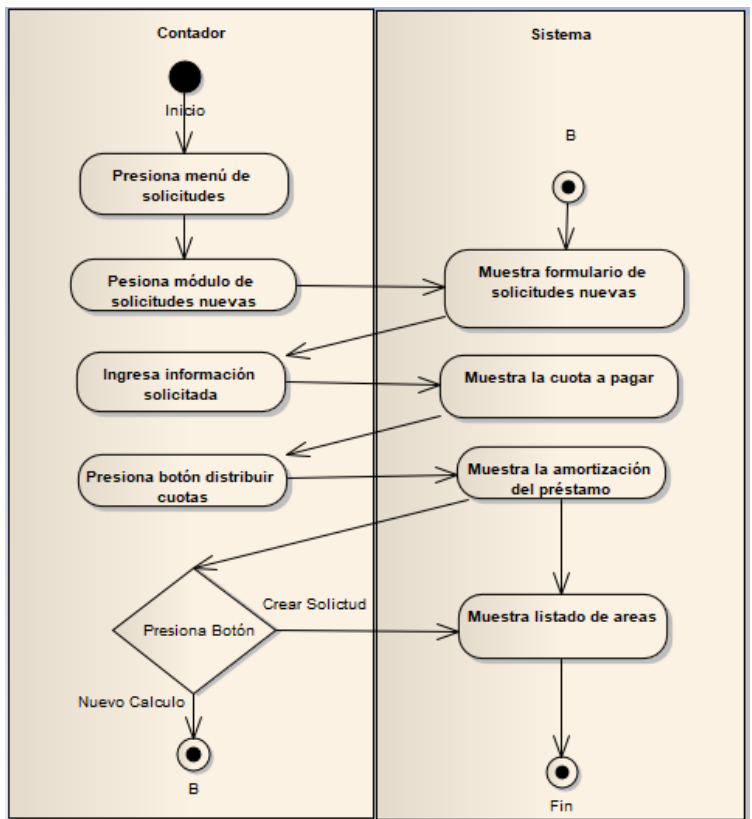 Contador
Sistema
Inicio
B
Presiona menú de
solicitudes
Pesiona módulo de
solicitudes nuevas
Muestra formulario de
solicitudes nuevas
Ingresa información
solicitada
Muestra la cuota a pagar
Presiona botón distribuir
cuotas
Muestra la amortización
del préstamo
Crear Solictud
Presiona Botón
Muestra listado de areas
Nuevo Calculo
B
Fin